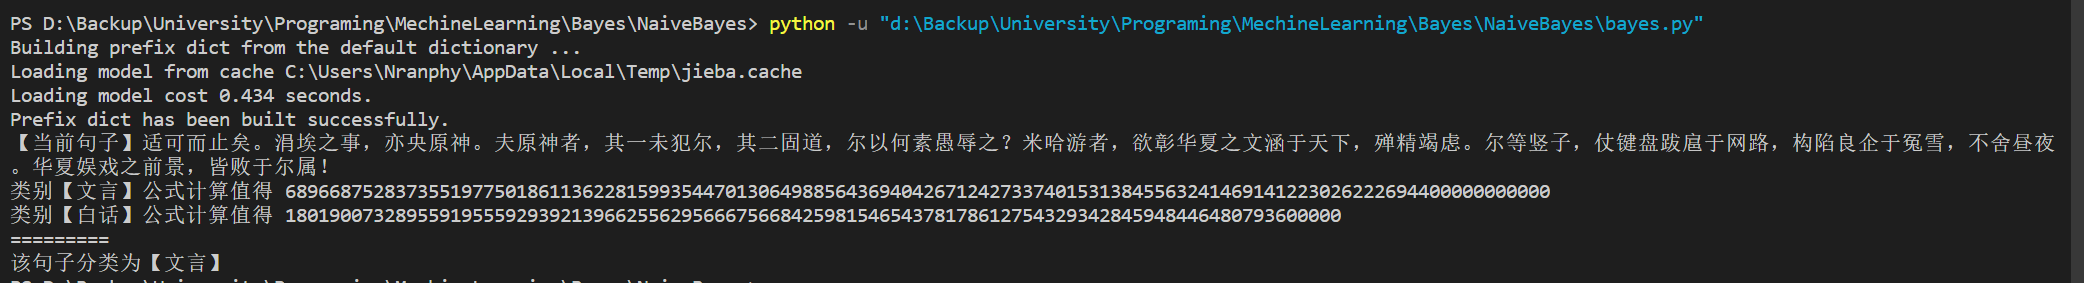 PS D:\Backup\University\Programing\MechineLearning\Bayes\NaiveBayes> python -u "d:\Backup\University\Programing\MechineLearning\Bayes\NaiveBayes\bayes.py"
Building prefix dict from the default dictionary ...
Loading model from cache C:\Users\Nranphy\AppData\Local\Temp\jieba.cache
Loading model cost 0.434 seconds.
Prefix dict has been built successfully.
【当前句子】适可而止矣。涓埃之事，亦央原神。夫原神者，其一未犯尔，其二固道，尔以何素愚辱之？米哈游者，欲彰华夏之文涵于天下，殚精竭虑。尔等竖子，仗键盘跋扈于网路，构陷良企于冤雪，不舍昼夜
。华夏娱戏之前景，皆败于尔属！
类别【文言】公式计算值得 689668752837355197750186113622815993544701306498856436940426712427337401531384556324146914122302622269440000000000
类别【白话】公式计算值得 1801900732895591955592939213966255629566675668425981546543781786127543293428459484464807936000000
=========
该句子分类为【文言】